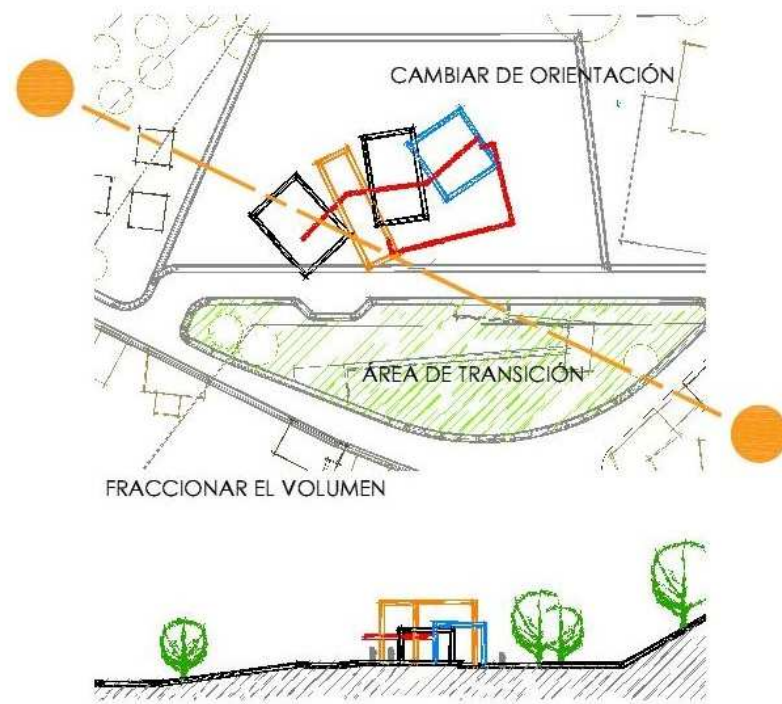 CAMBIAR DE ORIENTACIÓN
ÁREA DE TRANSICIÓN
FRACCIONAR EL VOLUMEN